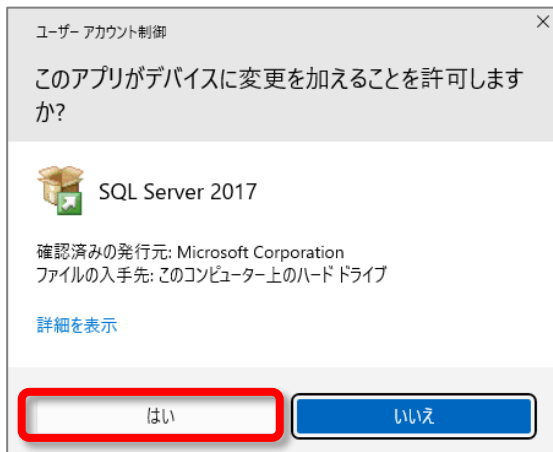 ユーザー アカウント制御
このアプリがデバイスに変更を加えることを許可します
か?
SQL Server 2017
確認済みの発行元: Microsoft Corporation
ファイルの入手先: このコンピューター上のハード ドライブ
詳細を表示
はい
いいえ